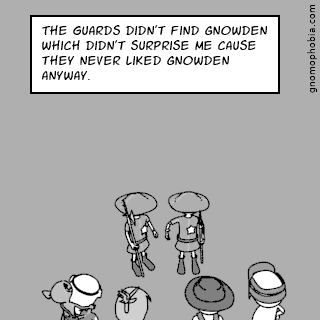 THE GUARDS DIDN'T FIND GNOWDEN
WHICH DIDN'T SURPRISE ME CAUSE
THEY NEVER LIKED GNOWDEN
ANYWAY.
gnomophobia.com